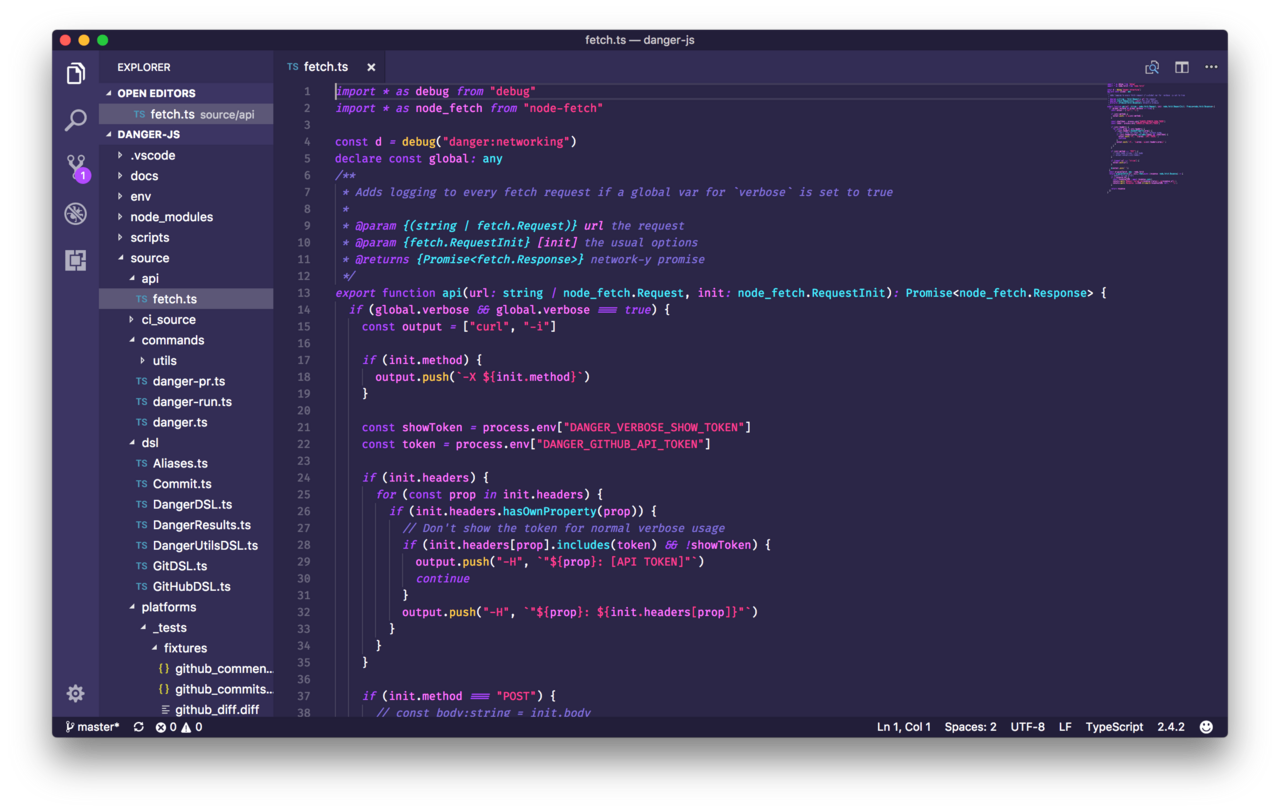 fetch.ts — danger-js
EXPLORER
OPEN EDITORS
TS fetch.ts source/api
DANGER-JS
.vscode
docs
env
node_modules
scripts
source
api
TS fetch.ts
ci_source
commands
utils
TS danger-pr.ts
TS danger-run.ts
TS danger.ts
dsl
TS Aliases.ts
TS Commit.ts
TS DangerDSL.ts
TS DangerResults.ts
TS DangerUtilsDSL.ts
TS GitDSL.ts
TS GitHubDSL.ts
platforms
_tests
fixtures
{} github_commen...
{} github_commits...
github_diff.diff
1
TS fetch.ts ×
1 import * as debug from "debug"
2 import * as node_fetch from "node-fetch"
3
4 const d = debug("danger:networking")
5 declare const global: any
6 /**
7 * Adds logging to every fetch request if a global var for `verbose` is set to true
8 *
9 * @param {(string | fetch.Request)} url the request
10 * @param {fetch.RequestInit} [init] the usual options
11 * @returns {Promise<fetch.Response>} network-y promise
12 */
13 export function api(url: string | node_fetch.Request, init: node_fetch.RequestInit): Promise<node_fetch.Response> {
14 if (global.verbose && global.verbose === true) {
15 const output = ["curl", "-i"]
16
17 if (init.method) {
18 output.push(`-X ${init.method}`)
19 }
20
21 const showToken = process.env["DANGER_VERBOSE_SHOW_TOKEN"]
22 const token = process.env["DANGER_GITHUB_API_TOKEN"]
23
24 if (init.headers) {
25 for (const prop in init.headers) {
26 if (init.headers.hasOwnProperty(prop)) {
27 // Don't show the token for normal verbose usage
28 if (init.headers[prop].includes(token) && !showToken) {
29 output.push("-H", `"${prop}: [API TOKEN]"`)
30 continue
31 }
32 output.push("-H", `"${prop}: ${init.headers[prop]}"`)
33 }
34 }
35 }
36
37 if (init.method === "POST") {
38 // const body:string = init.body
master* 0 0 Ln 1, Col 1 Spaces: 2 UTF-8 LF TypeScript 2.4.2